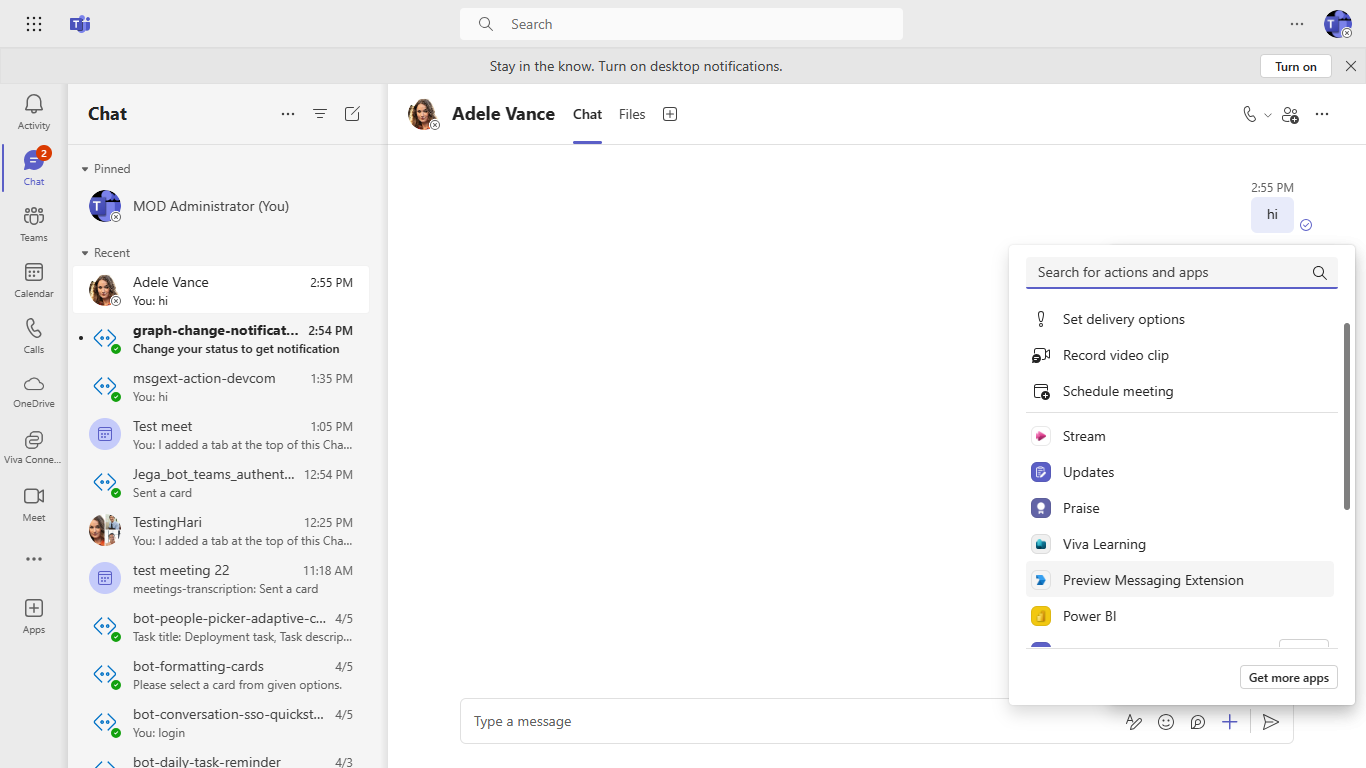 Search
Stay in the know. Turn on desktop notifications.
Turn on
Activity
2
Chat
Teams
Calendar
Calls
OneDrive
Viva Conne...
Meet
Apps
Chat
Pinned
MOD Administrator (You)
Recent
Adele Vance 2:55 PM
You: hi
graph-change-notificat... 2:54 PM
Change your status to get notification
msgext-action-devcom 1:35 PM
You: hi
Test meet 1:05 PM
You: I added a tab at the top of this Cha...
Jega_bot_teams_authent... 12:54 PM
Sent a card
TestingHari 12:25 PM
You: I added a tab at the top of this Cha...
test meeting 22 11:18 AM
meetings-transcription: Sent a card
bot-people-picker-adaptive-c... 4/5
Task title: Deployment task, Task descrip...
bot-formatting-cards 4/5
Please select a card from given options.
bot-conversation-sso-quickst... 4/5
You: login
bot-daily-task-reminder 4/3
Adele Vance Chat Files
2:55 PM
hi
Search for actions and apps
Set delivery options
Record video clip
Schedule meeting
Stream
Updates
Praise
Viva Learning
Preview Messaging Extension
Power BI
Get more apps
Type a message